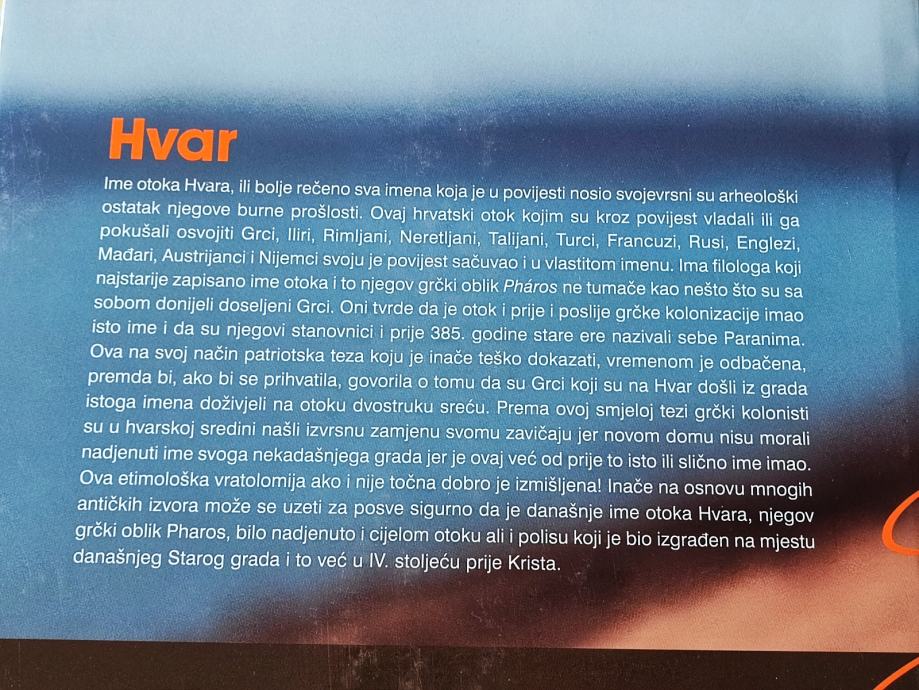 Hvar
Ime otoka Hvara, ili bolje rečeno sva imena koja je u povijesti nosio svojevrsni su arheološki
ostatak njegove burne prošlosti. Ovaj hrvatski otok kojim su kroz povijest vladali ili ga
pokušali osvojiti Grci, Iliri, Rimljani, Neretljani, Talijani, Turci, Francuzi, Rusi, Englezi,
Mađari, Austrijanci i Nijemci svoju je povijest sačuvao i u vlastitom imenu. Ima filologa koji
najstarije zapisano ime otoka i to njegov grčki oblik Pháros ne tumače kao nešto što su sa
sobom donijeli doseljeni Grci. Oni tvrde da je otok i prije i poslije grčke kolonizacije imao
isto ime i da su njegovi stanovnici i prije 385. godine stare ere nazivali sebe Paranima.
Ova na svoj način patriotska teza koju je inače teško dokazati, vremenom je odbačena,
premda bi, ako bi se prihvatila, govorila o tomu da su Grci koji su na Hvar došli iz grada
istoga imena doživjeli na otoku dvostruku sreću. Prema ovoj smjeloj tezi grčki kolonisti
su u hvarskoj sredini našli izvrsnu zamjenu svomu zavičaju jer novom domu nisu morali
nadjenuti ime svoga nekadašnjega grada jer je ovaj već od prije to isto ili slično ime imao.
Ova etimološka vratolomija ako i nije točna dobro je izmišljena! Inače na osnovu mnogih
antičkih izvora može se uzeti za posve sigurno da je današnje ime otoka Hvara, njegov
grčki oblik Pharos, bilo nadjenuto i cijelom otoku ali i polisu koji je bio izgrađen na mjestu
današnjeg Starog grada i to već u IV. stoljeću prije Krista.